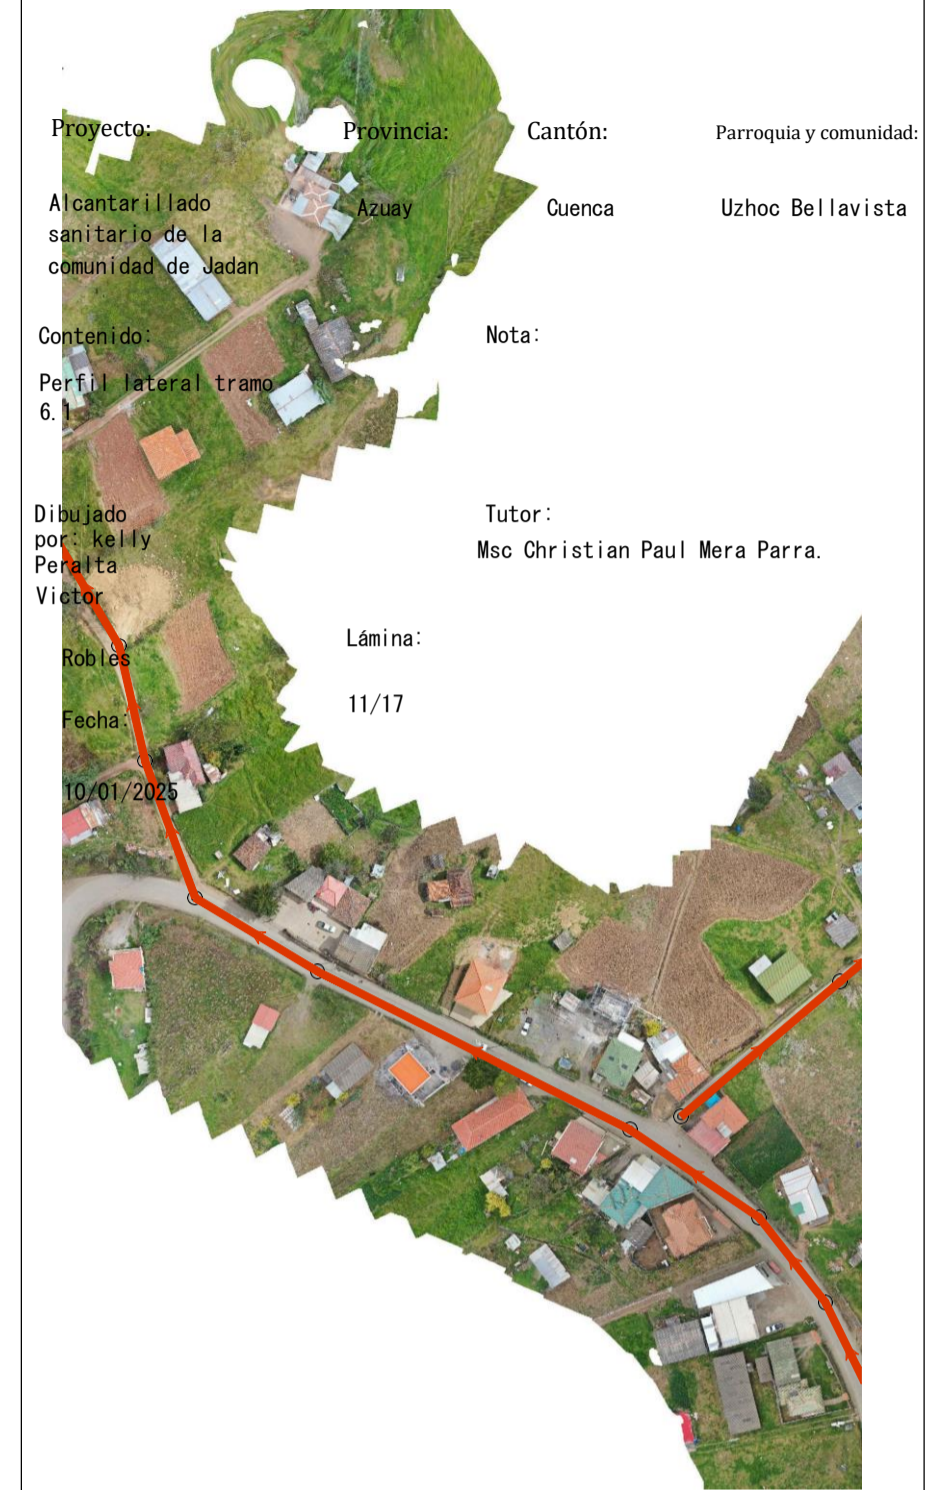 Proyecto:
Provincia:
Cantón:
Parroquia y comunidad:
Alcantarillado
sanitario de la
comunidad de Jadan
Azuay
Cuenca
Uzhoc Bellavista
Contenido:
Nota:
Perfil lateral tramo
6.1
Dibujado
por: kelly
Peralta
Victor
Robles
Tutor:
Msc Christian Paul Mera Parra.
Lámina:
11/17
Fecha:
10/01/2025